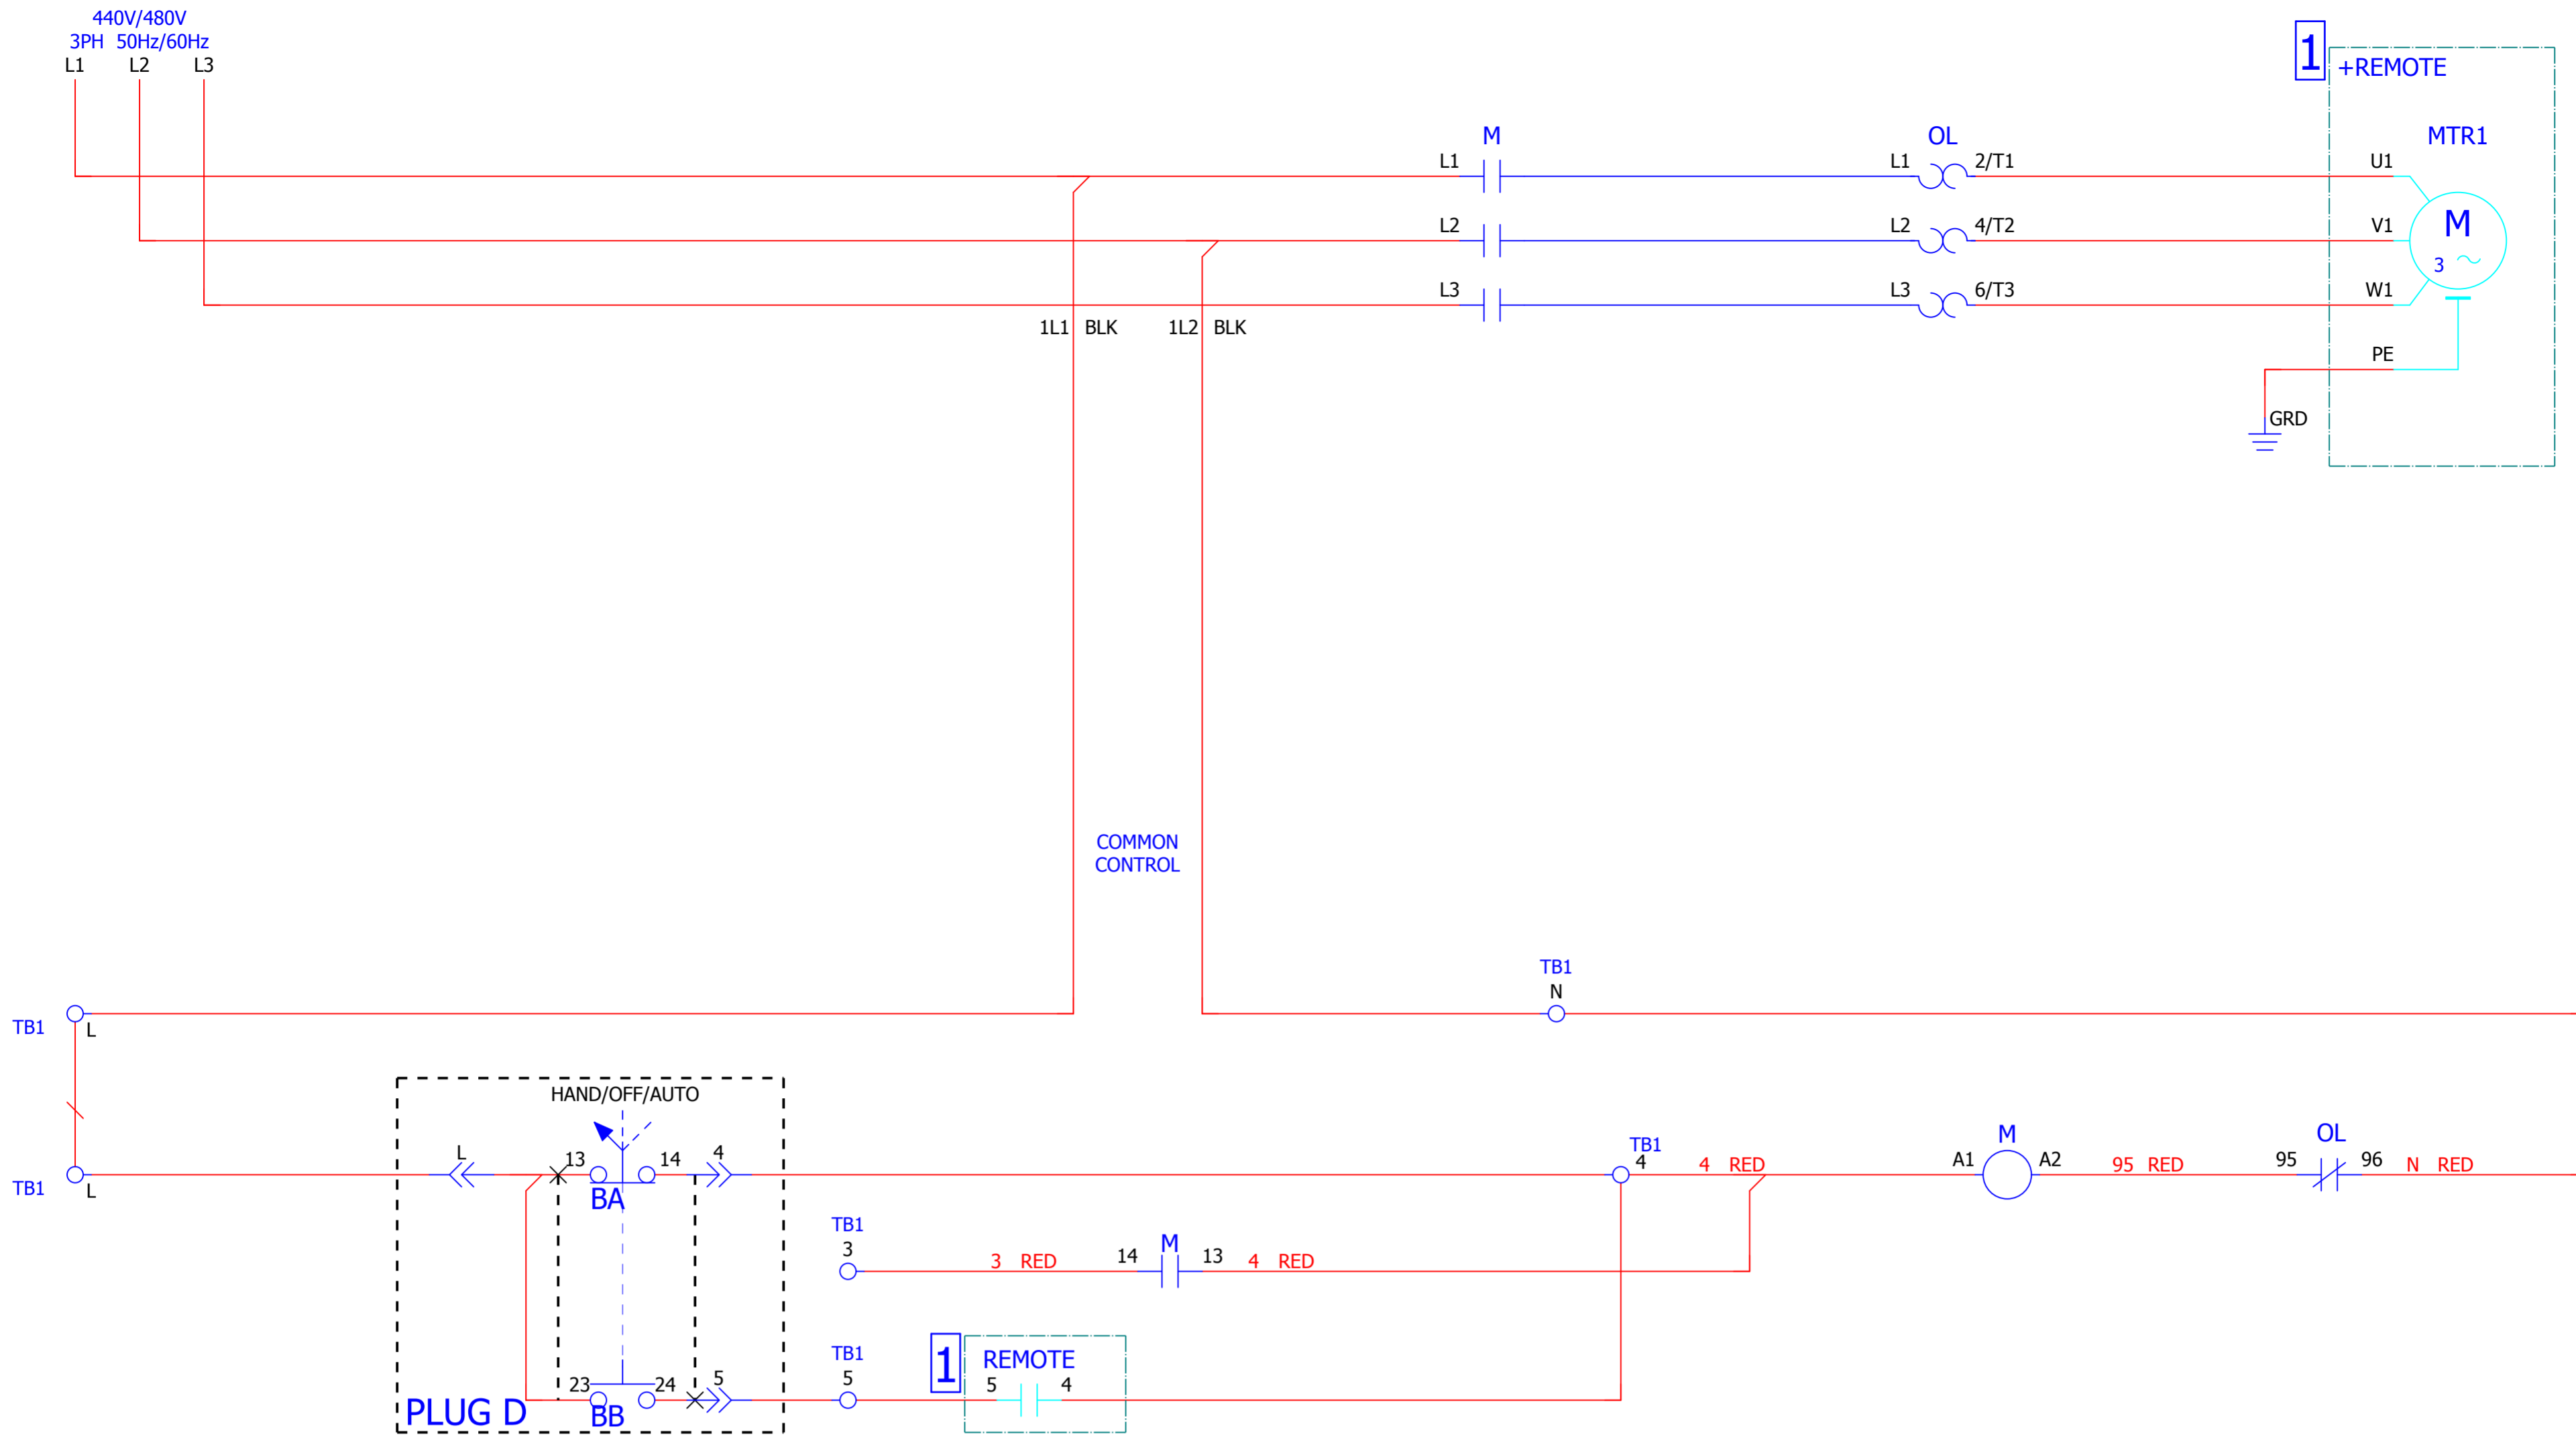 440V/480V
3PH 50Hz/60Hz
L1 L2 L3
1
+REMOTE
M OL MTR1
L1 L1 2/T1 U1
L2 L2 4/T2 V1
M
3
L3 L3 6/T3 W1
1L1 BLK 1L2 BLK
PE
GRD
COMMON
CONTROL
TB1
N
TB1 L
HAND/OFF/AUTO
L 13 14 4
TB1
4
4 RED
M
A1 A2
95 RED
OL
95 96
N RED
TB1 L
BA
TB1
3
3 RED
14 M 13
4 RED
TB1
5
1
REMOTE
5 4
23 24 5
PLUG D
BB